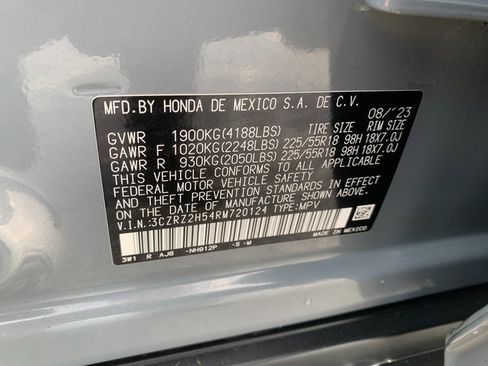 MFD.BY HONDA DE MEXICO S.A. DE C.V. 08/'23
TIRE SIZE RIM SIZE
GVWR 1900KG(4188LBS)
GAWR F 1020KG(2248LBS) 225/55R18 98H 18X7.0J
GAWR R 930KG(2050LBS) 225/55R18 98H 18X7.0J
THIS VEHICLE CONFORMS TO ALL APPLICABLE
FEDERAL MOTOR VEHICLE SAFETY STANDARDS
AND THEFT PREVENTION STANDARDS IN EFFECT
ON THE DATE OF MANUFACTURE SHOWN ABOVE.
V.I.N.:3CZRZ2H54RM720124 TYPE:MPV
3W1 R AJ6 -NH912P -S -M MADE IN MEXICO